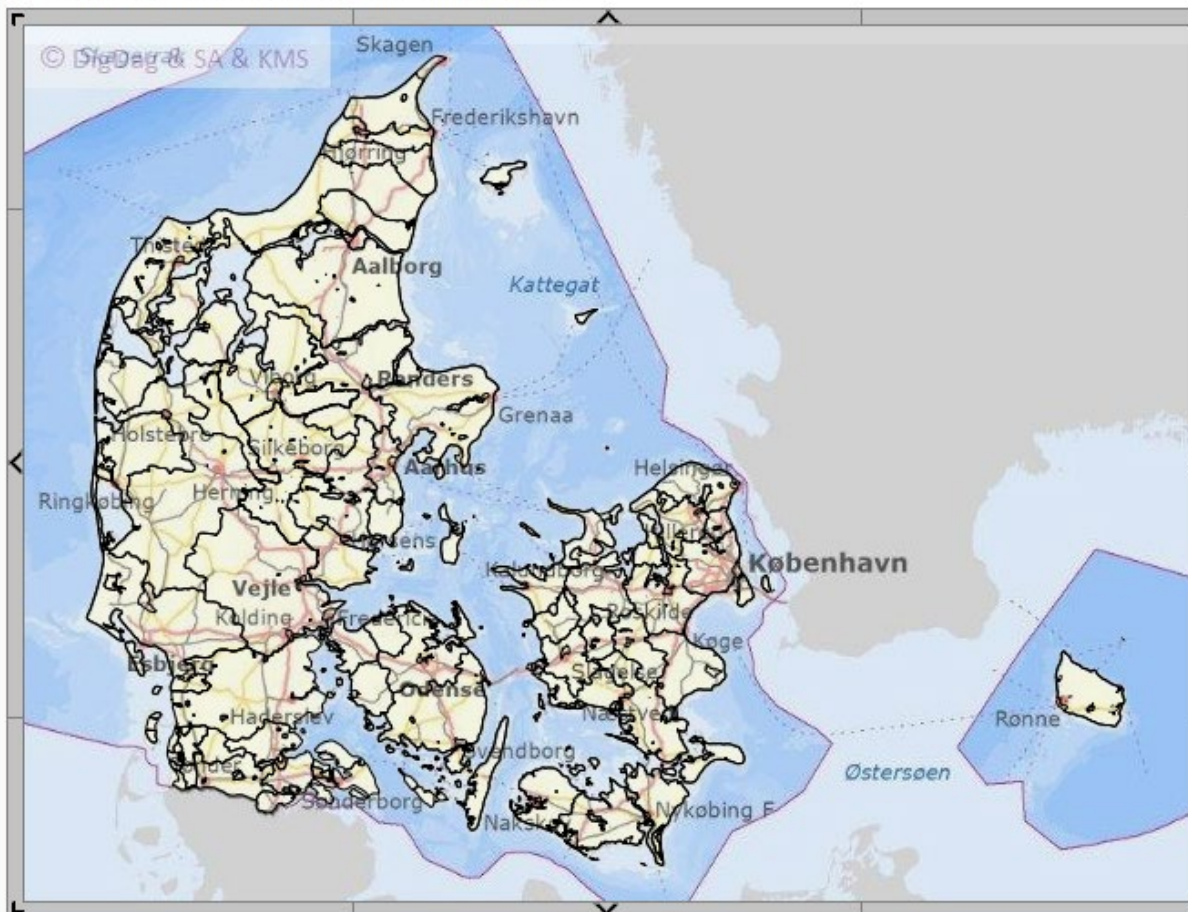 Skagen
Skagerrak
© DigDag & SA & KMS
Frederikshavn
Hjørring
Thisted
Aalborg
Kattegat
Viborg
Randers
Grenaa
Holstebro
Silkeborg
Aarhus
Helsingør
Ringkøbing
Herning
Horsens
Hillerød
København
Kalundborg
Vejle
Kolding
Fredericia
Roskilde
Køge
Esbjerg
Slagelse
Odense
Haderslev
Næstved
Rønne
Svendborg
Tønder
Østersøen
Sønderborg
Nakskov
Nykøbing F